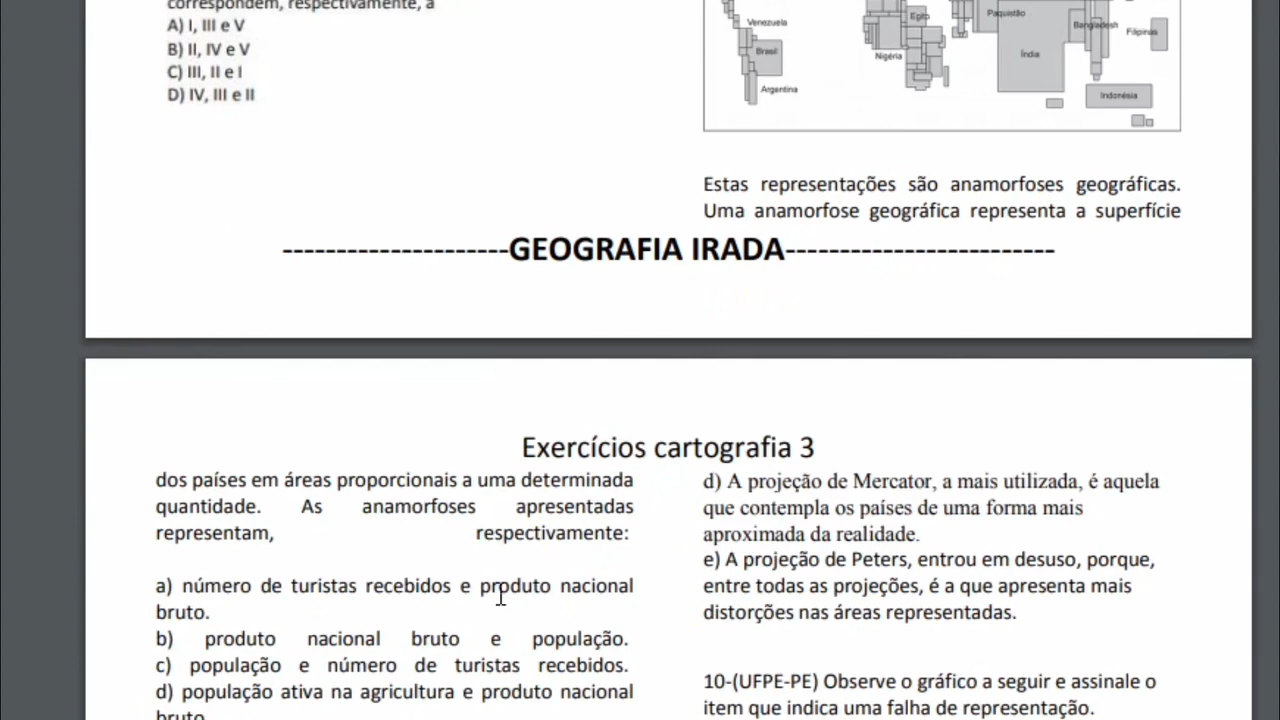 correspondem, respectivamente, a
A) I, III e V
B) II, IV e V
C) III, II e I
D) IV, III e II
Venezuela
Brasil
Argentina
Egito
Nigéria
Paquistão
Índia
Bangladesh
Filipinas
Indonésia
Estas representações são anamorfoses geográficas.
Uma anamorfose geográfica representa a superfície
---------------------GEOGRAFIA IRADA-------------------------
Exercícios cartografia 3
dos países em áreas proporcionais a uma determinada
quantidade. As anamorfoses apresentadas
representam, respectivamente:
a) número de turistas recebidos e produto nacional
bruto.
b) produto nacional bruto e população.
c) população e número de turistas recebidos.
d) população ativa na agricultura e produto nacional
bruto
d) A projeção de Mercator, a mais utilizada, é aquela
que contempla os países de uma forma mais
aproximada da realidade.
e) A projeção de Peters, entrou em desuso, porque,
entre todas as projeções, é a que apresenta mais
distorções nas áreas representadas.
10-(UFPE-PE) Observe o gráfico a seguir e assinale o
item que indica uma falha de representação.